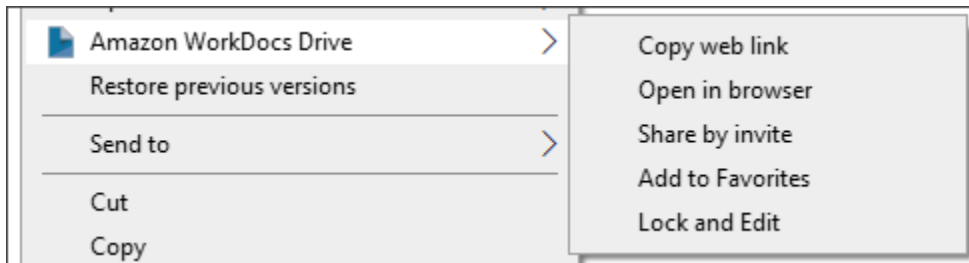 Amazon WorkDocs Drive
Restore previous versions
Send to
Cut
Copy
Copy web link
Open in browser
Share by invite
Add to Favorites
Lock and Edit